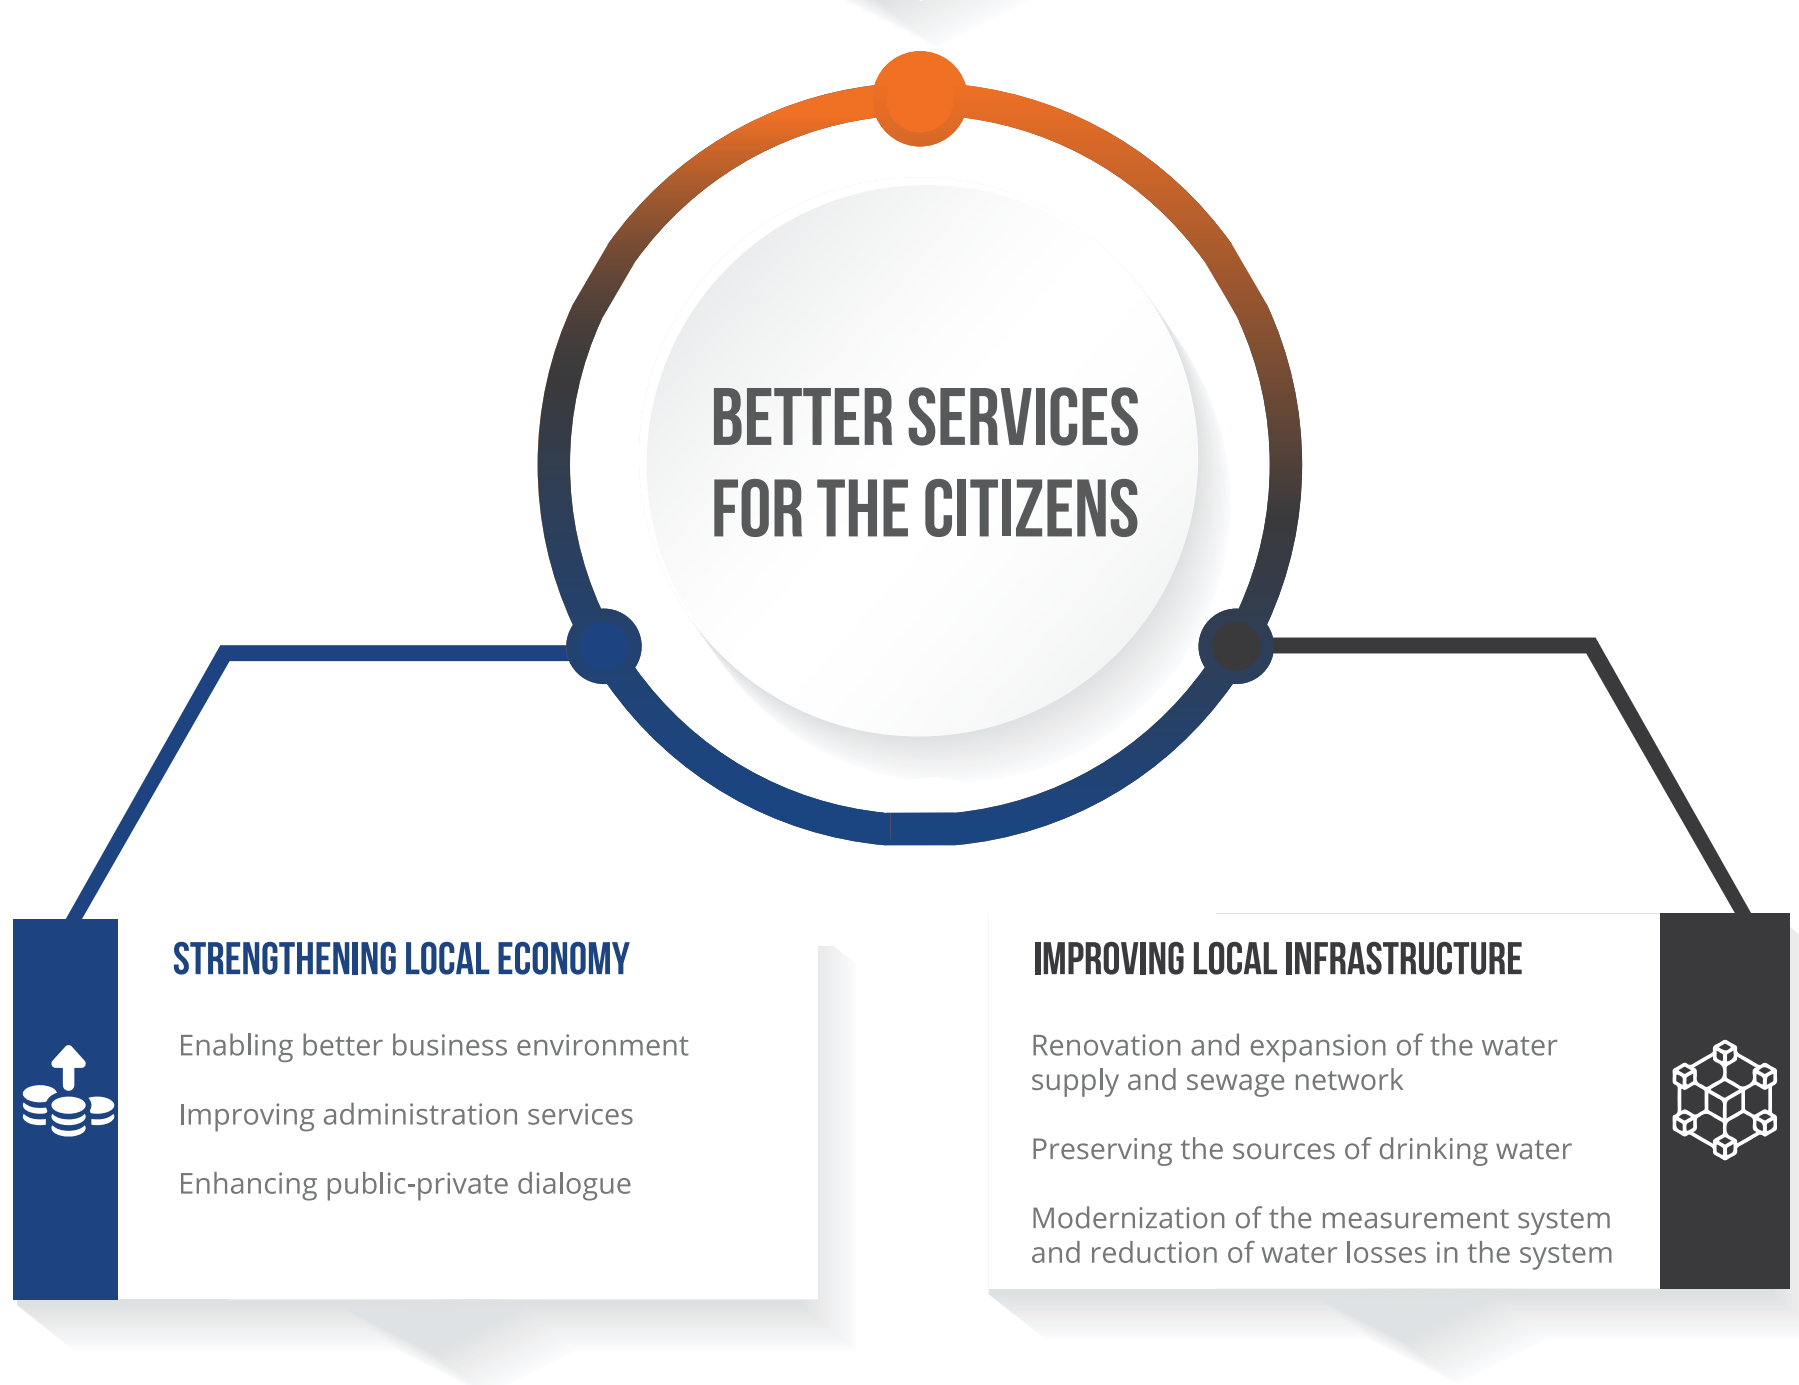 BETTER SERVICES
FOR THE CITIZENS
STRENGTHENING LOCAL ECONOMY
Enabling better business environment
Improving administration services
Enhancing public-private dialogue
IMPROVING LOCAL INFRASTRUCTURE
Renovation and expansion of the water
supply and sewage network
Preserving the sources of drinking water
Modernization of the measurement system
and reduction of water losses in the system